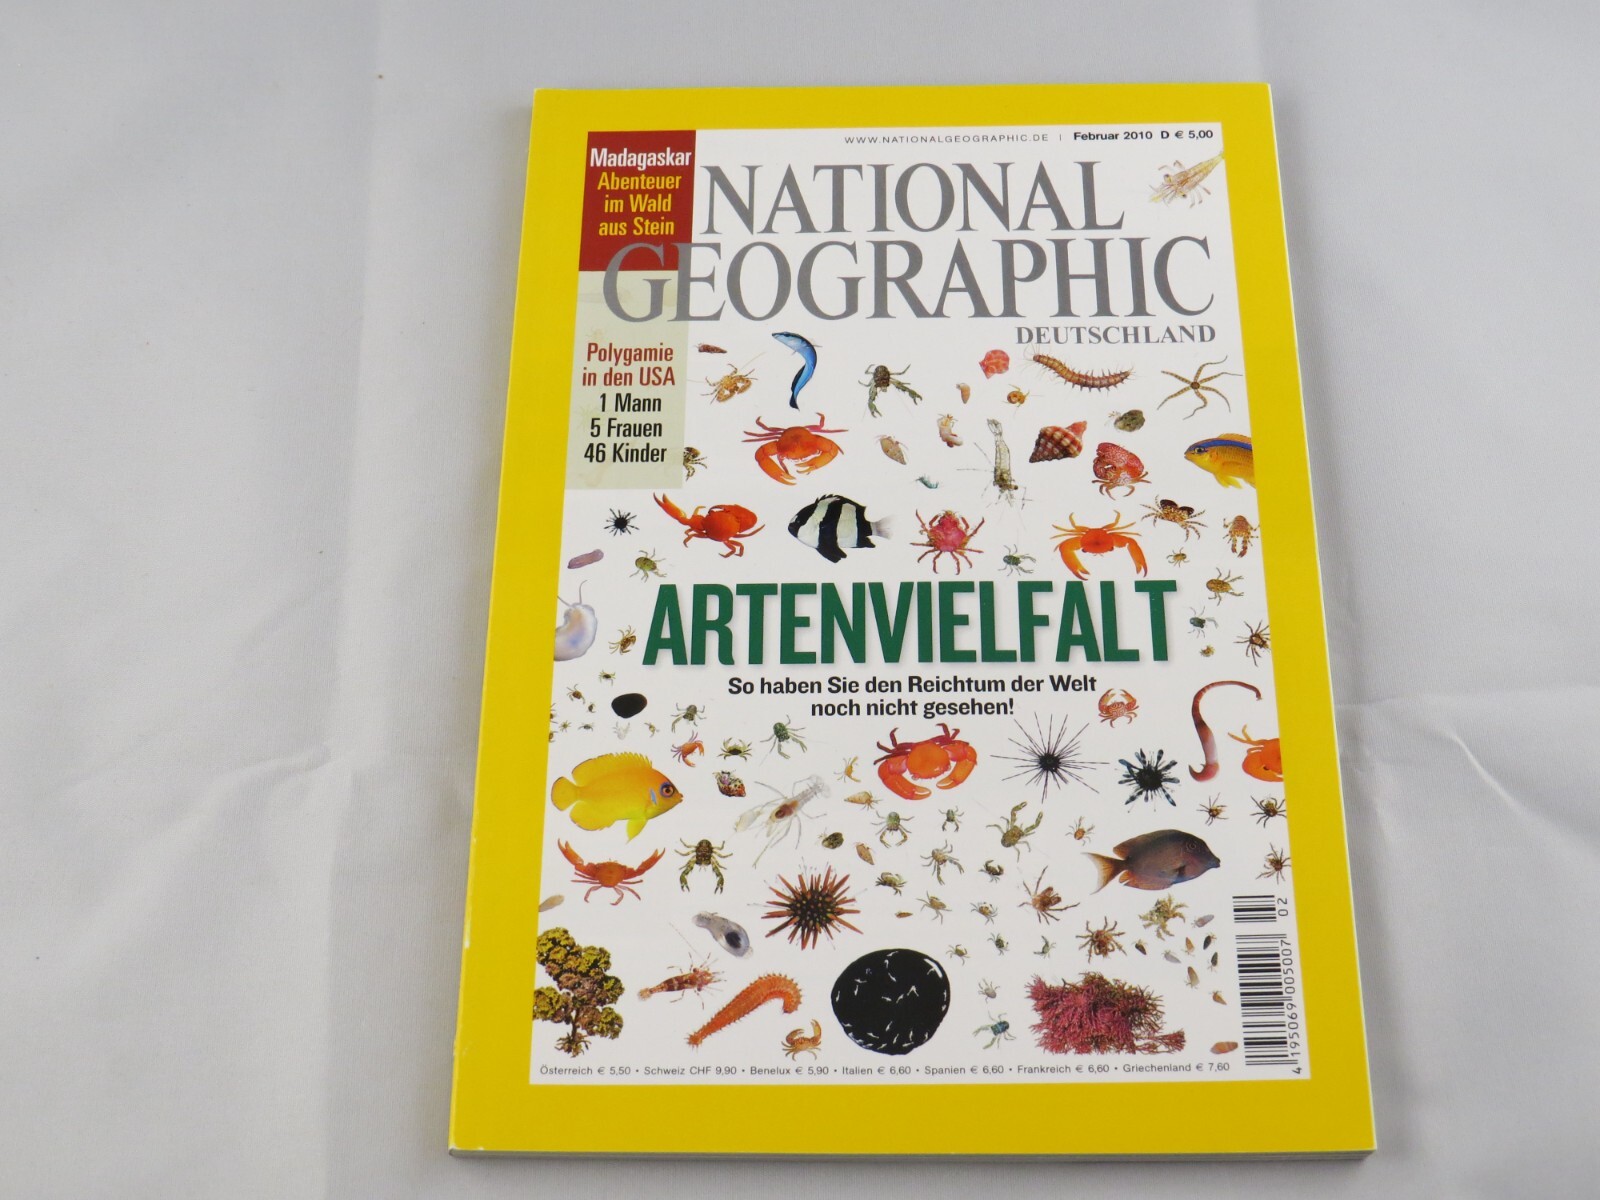 WWW.NATIONALGEOGRAPHIC.DE | Februar 2010 D € 5,00
Madagaskar
Abenteuer
im Wald
aus Stein
NATIONAL
GEOGRAPHIC
DEUTSCHLAND
Polygamie
in den USA
1 Mann
5 Frauen
46 Kinder
ARTENVIELFALT
So haben Sie den Reichtum der Welt
noch nicht gesehen!
Österreich € 5,50 • Schweiz CHF 9,90 • Benelux € 5,90 • Italien € 6,60 • Spanien € 6,60 • Frankreich € 6,60 • Griechenland € 7,60
4 195069 005007
02